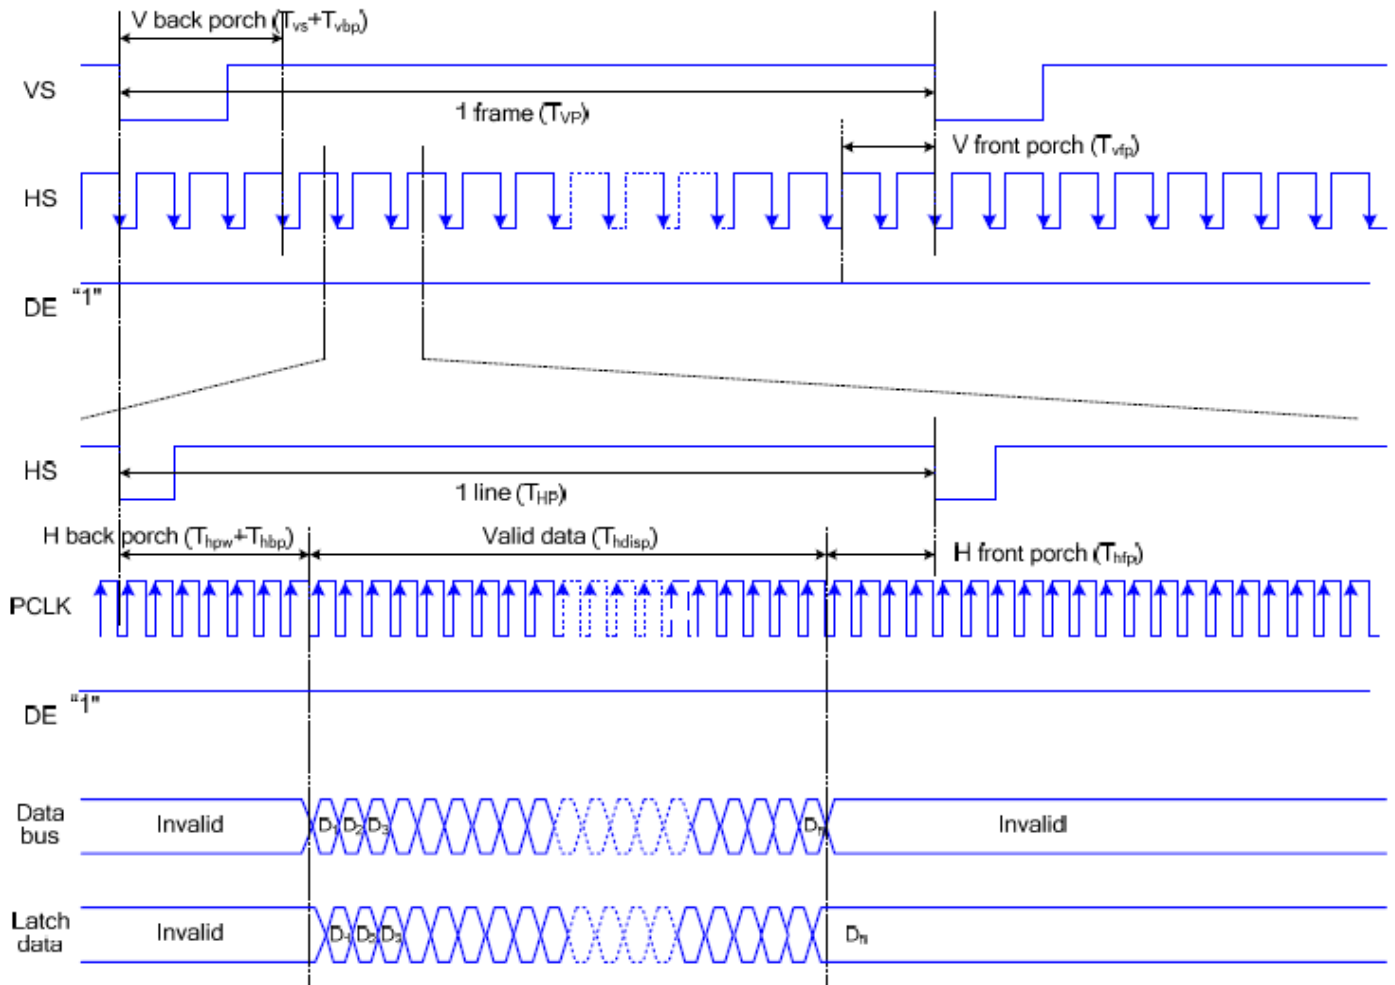 V back porch (Tvs+Tvbp)
VS
1 frame (TVP)
V front porch (Tvfp)
HS
DE "1"
HS
1 line (THP)
H back porch (Thpw+Thbp)
Valid data (Thdisp)
H front porch (Thfp)
PCLK
DE "1"
Data
bus
Invalid
D1 D2 D3
Dn
Invalid
Latch
data
Invalid
D1 D2 D3
Dn